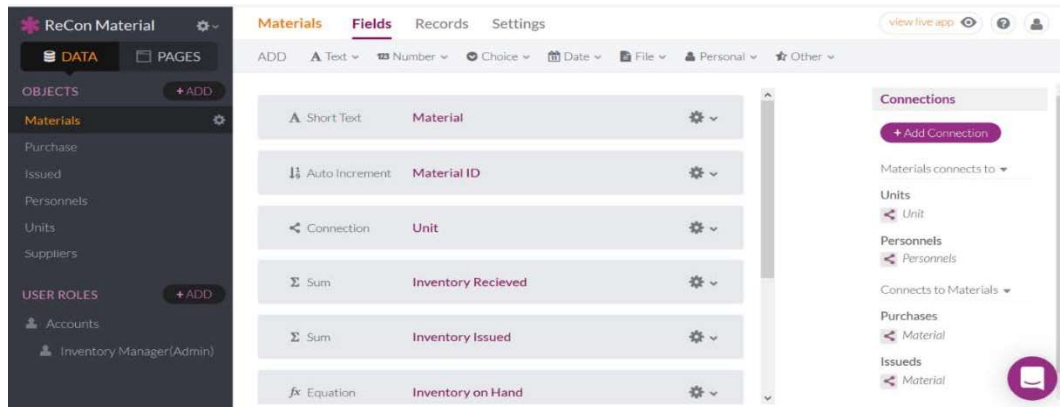 ReCon Material
DATA PAGES
OBJECTS +ADD
Materials
Purchase
Issued
Personnels
Units
Suppliers
USER ROLES +ADD
Accounts
Inventory Manager(Admin)
Materials Fields Records Settings
view live app
ADD Text Number Choice Date File Personal Other
Short Text Material
Auto Increment Material ID
Connection Unit
Σ Sum Inventory Recieved
Σ Sum Inventory Issued
fx Equation Inventory on Hand
Connections
+ Add Connection
Materials connects to
Units
Unit
Personnels
Personnels
Connects to Materials
Purchases
Material
Issueds
Material